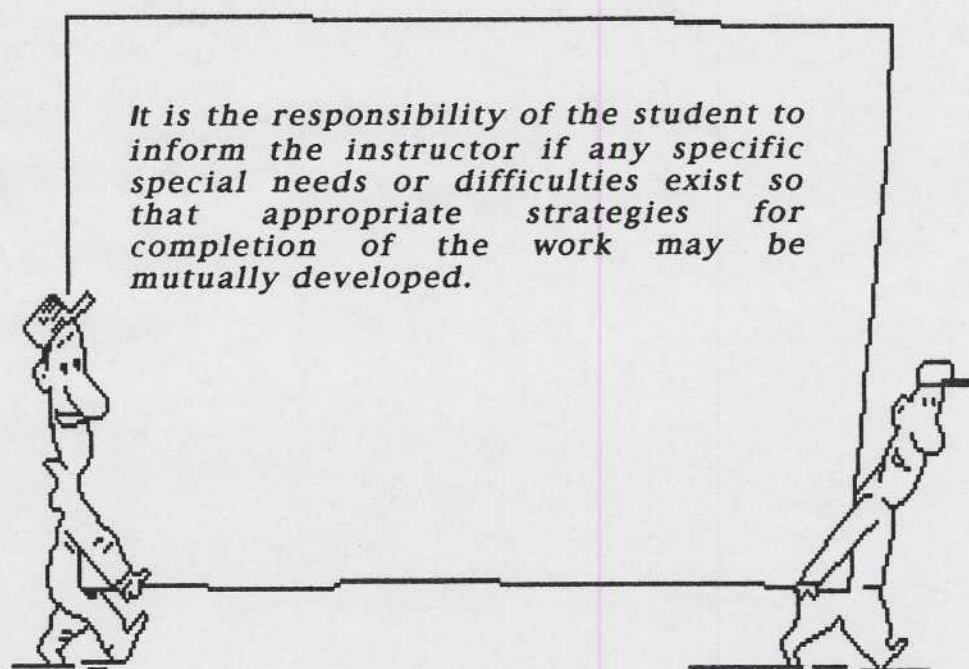 It is the responsibility of the student to
inform the instructor if any specific
special needs or difficulties exist so
that appropriate strategies for
completion of the work may be
mutually developed.